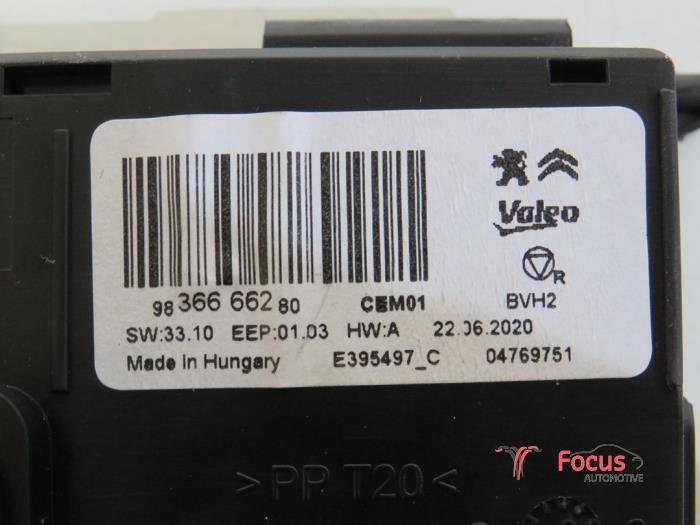 Valeo
R
98 366 662 80 CEM01 BVH2
SW:33.10 EEP:01.03 HW:A 22.06.2020
Made in Hungary E395497_C 04769751
>PP T20<
Focus
AUTOMOTIVE